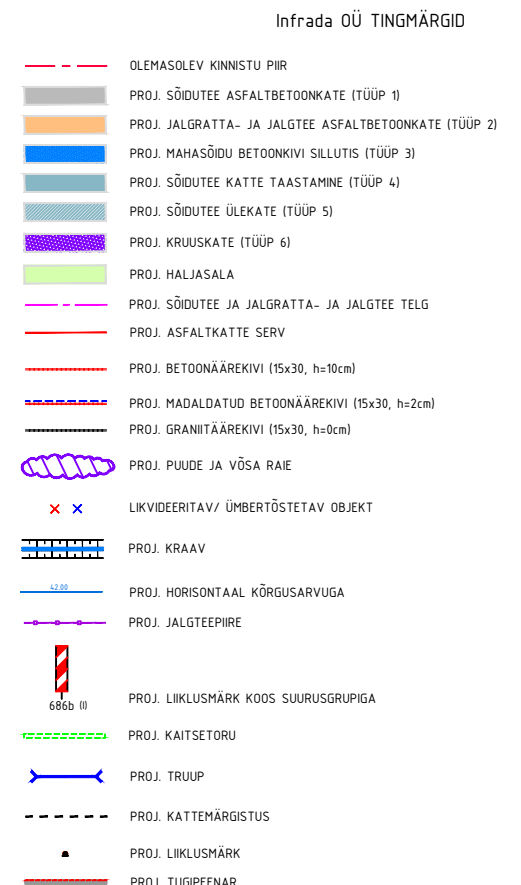 Infrada OÜ TINGMÄRGID
OLEMASOLEV KINNISTU PIIR
PROJ. SÕIDUTEE ASFALTBETOONKATE (TÜÜP 1)
PROJ. JALGRATTA- JA JALGTEE ASFALTBETOONKATE (TÜÜP 2)
PROJ. MAHASÕIDU BETOONKIVI SILLUTIS (TÜÜP 3)
PROJ. SÕIDUTEE KATTE TAASTAMINE (TÜÜP 4)
PROJ. SÕIDUTEE ÜLEKATE (TÜÜP 5)
PROJ. KRUUSKATE (TÜÜP 6)
PROJ. HALJASALA
PROJ. SÕIDUTEE JA JALGRATTA- JA JALGTEE TELG
PROJ. ASFALTKATTE SERV
PROJ. BETOONÄÄREKIVI (15x30, h=10cm)
PROJ. MADALDATUD BETOONÄÄREKIVI (15x30, h=2cm)
PROJ. GRANIITÄÄREKIVI (15x30, h=0cm)
PROJ. PUUDE JA VÕSA RAIE
LIKVIDEERITAV/ ÜMBERTÕSTETAV OBJEKT
PROJ. KRAAV
42.00
PROJ. HORISONTAAL KÕRGUSARVUGA
PROJ. JALGTEEPIIRE
686b (I)
PROJ. LIIKLUSMÄRK KOOS SUURUSGRUPIGA
PROJ. KAITSETORU
PROJ. TRUUP
PROJ. KATTEMÄRGISTUS
PROJ. LIIKLUSMÄRK
PROJ. TUGIPEENAR